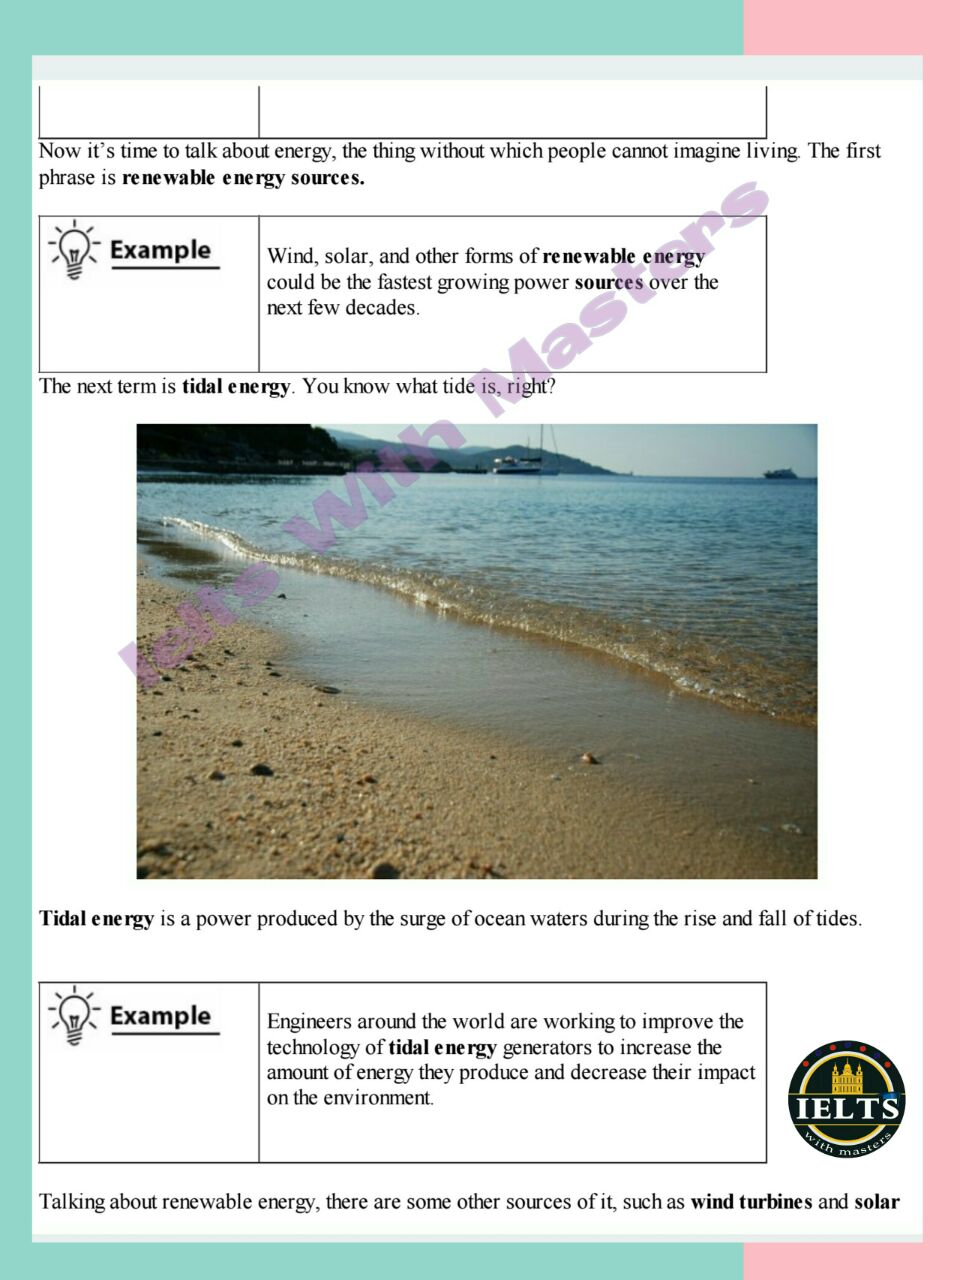 Now it’s time to talk about energy, the thing without which people cannot imagine living. The first
phrase is renewable energy sources.
Example
Wind, solar, and other forms of renewable energy
could be the fastest growing power sources over the
next few decades.
The next term is tidal energy. You know what tide is, right?
Ielts With Masters
Tidal energy is a power produced by the surge of ocean waters during the rise and fall of tides.
Example
Engineers around the world are working to improve the
technology of tidal energy generators to increase the
amount of energy they produce and decrease their impact
on the environment.
IELTS
with masters
Talking about renewable energy, there are some other sources of it, such as wind turbines and solar